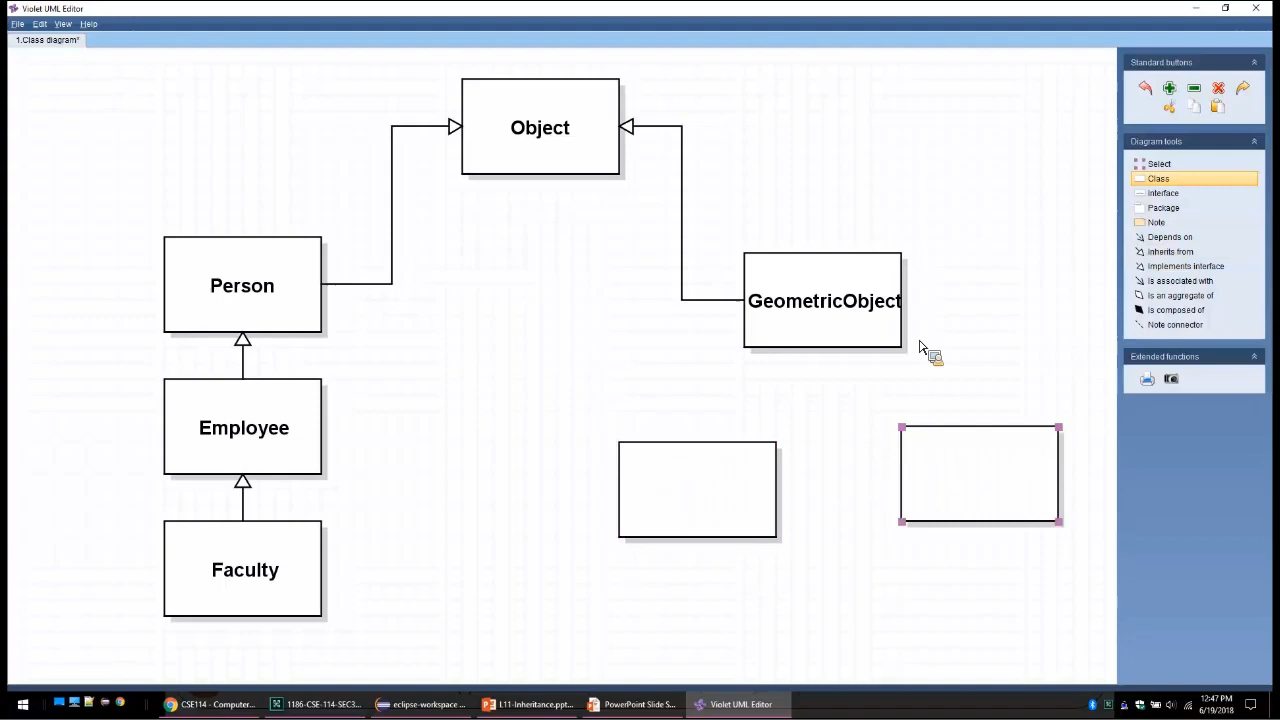 Violet UML Editor
File Edit View Help
1.Class diagram*
Object
Person
GeometricObject
Employee
Faculty
Standard buttons
Diagram tools
Select
Class
Interface
Package
Note
Depends on
Inherits from
Implements interface
Is associated with
Is an aggregate of
Is composed of
Note connector
Extended functions
CSE114 - Computer...
1186-CSE-114-SEC3...
eclipse-workspace ...
L11-Inheritance.ppt...
PowerPoint Slide S...
Violet UML Editor
12:47 PM
6/19/2018